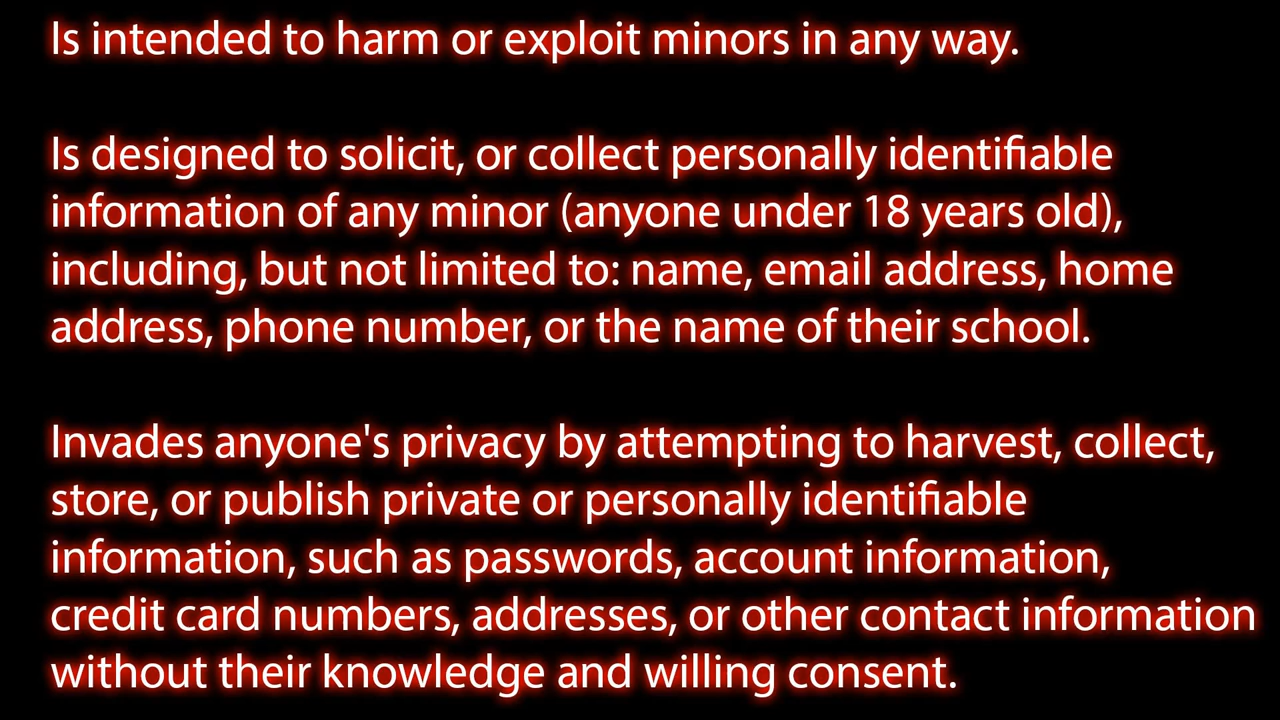 Is intended to harm or exploit minors in any way.
Is designed to solicit, or collect personally identifiable
information of any minor (anyone under 18 years old),
including, but not limited to: name, email address, home
address, phone number, or the name of their school.
Invades anyone's privacy by attempting to harvest, collect,
store, or publish private or personally identifiable
information, such as passwords, account information,
credit card numbers, addresses, or other contact information
without their knowledge and willing consent.